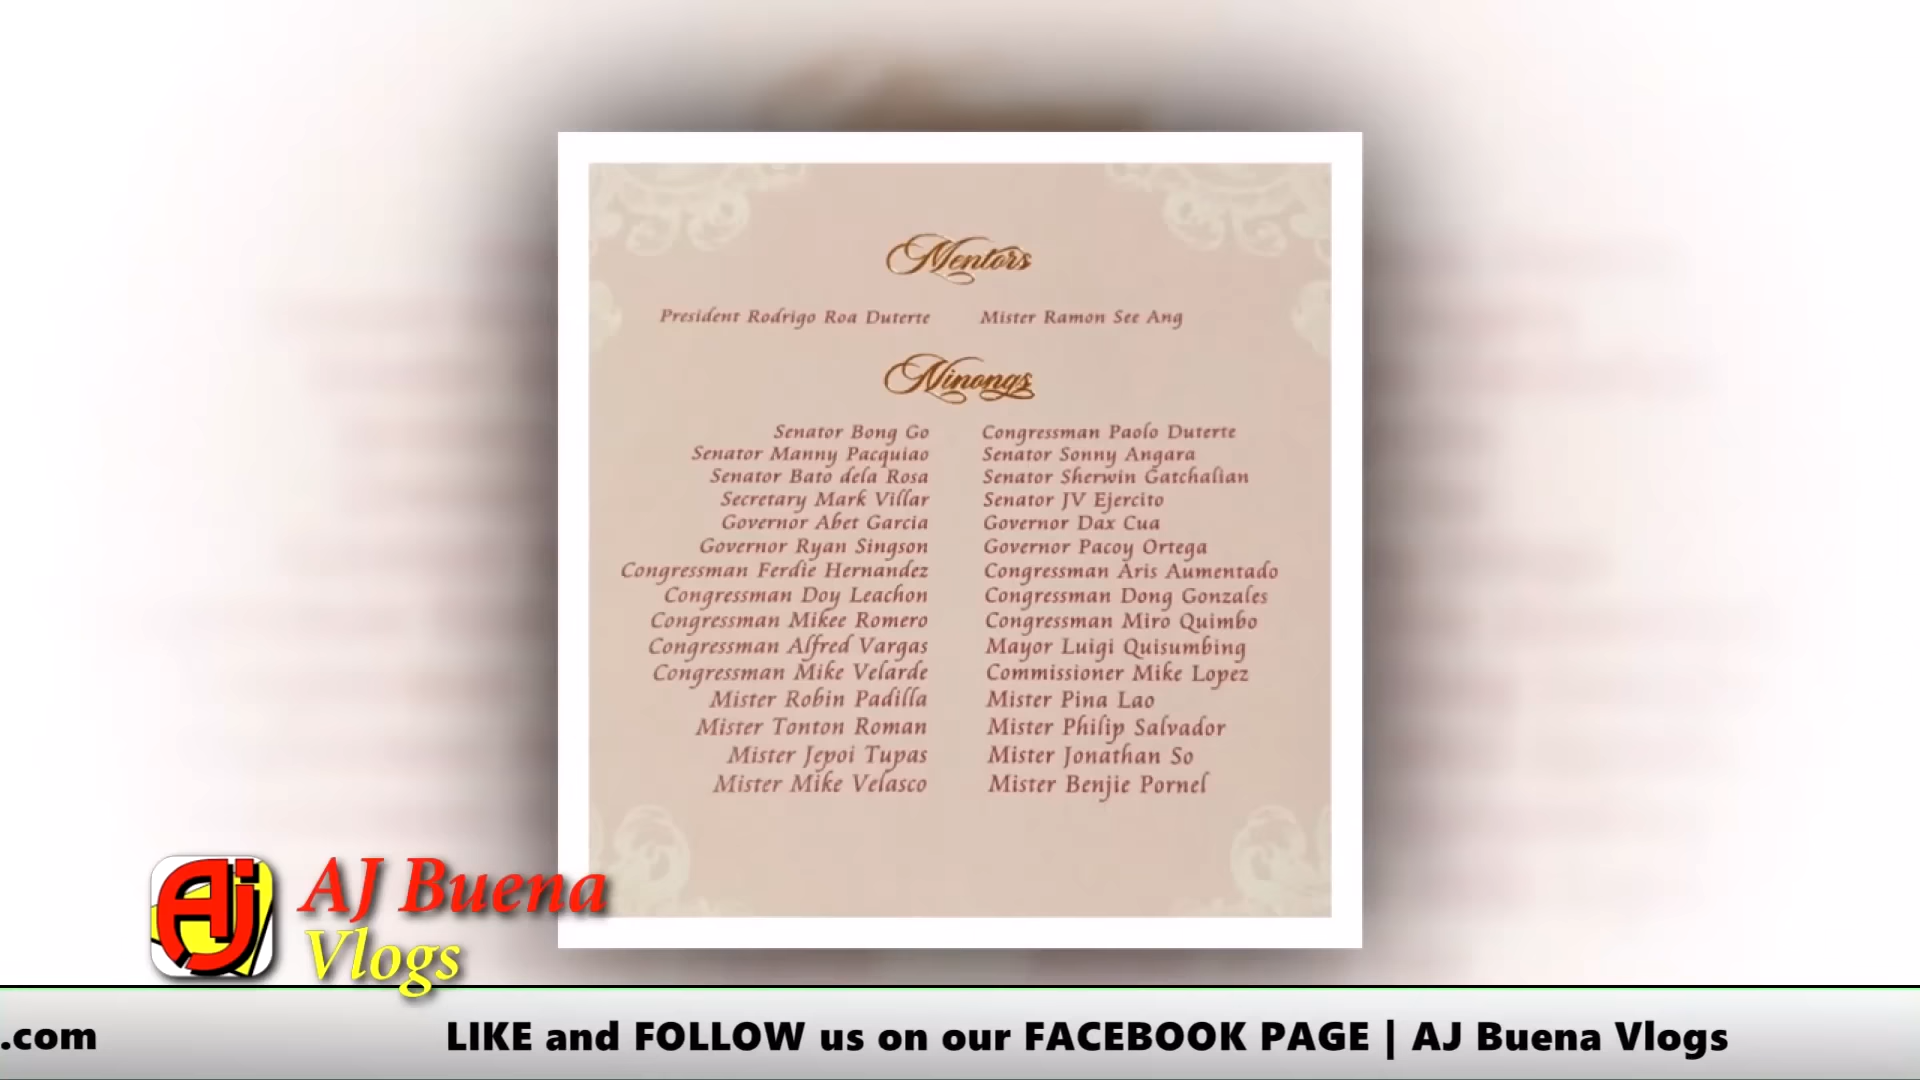 Mentors
President Rodrigo Roa Duterte Mister Ramon See Ang
Ninongs
Senator Bong Go Congressman Paolo Duterte
Senator Manny Pacquiao Senator Sonny Angara
Senator Bato dela Rosa Senator Sherwin Gatchalian
Secretary Mark Villar Senator JV Ejercito
Governor Abet Garcia Governor Dax Cua
Governor Ryan Singson Governor Pacoy Ortega
Congressman Ferdie Hernandez Congressman Aris Aumentado
Congressman Doy Leachon Congressman Dong Gonzales
Congressman Mikee Romero Congressman Miro Quimbo
Congressman Alfred Vargas Mayor Luigi Quisumbing
Congressman Mike Velarde Commissioner Mike Lopez
Mister Robin Padilla Mister Pina Lao
Mister Tonton Roman Mister Philip Salvador
Mister Jepoi Tupas Mister Jonathan So
Mister Mike Velasco Mister Benjie Pornel
AJ
AJ Buena
Vlogs
.com LIKE and FOLLOW us on our FACEBOOK PAGE | AJ Buena Vlogs